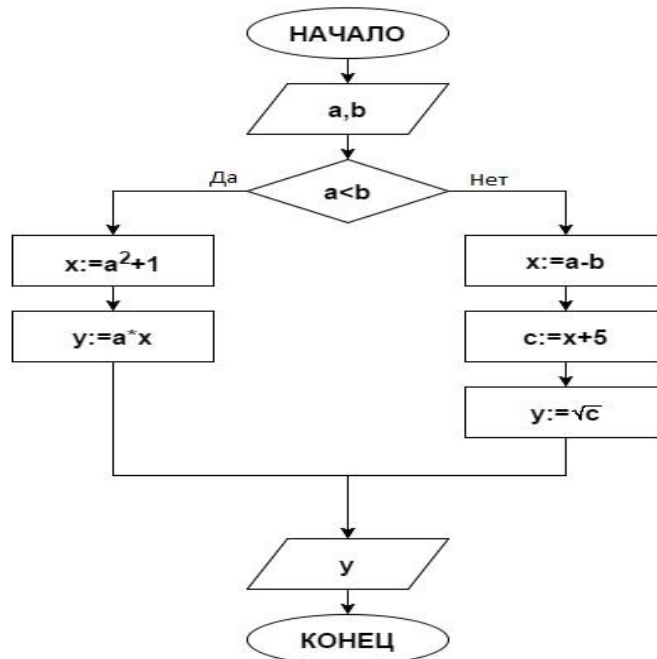 НАЧАЛО
a,b
Да
a<b
Нет
x:=a²+1
y:=a*x
x:=a-b
c:=x+5
y:=√c
y
КОНЕЦ